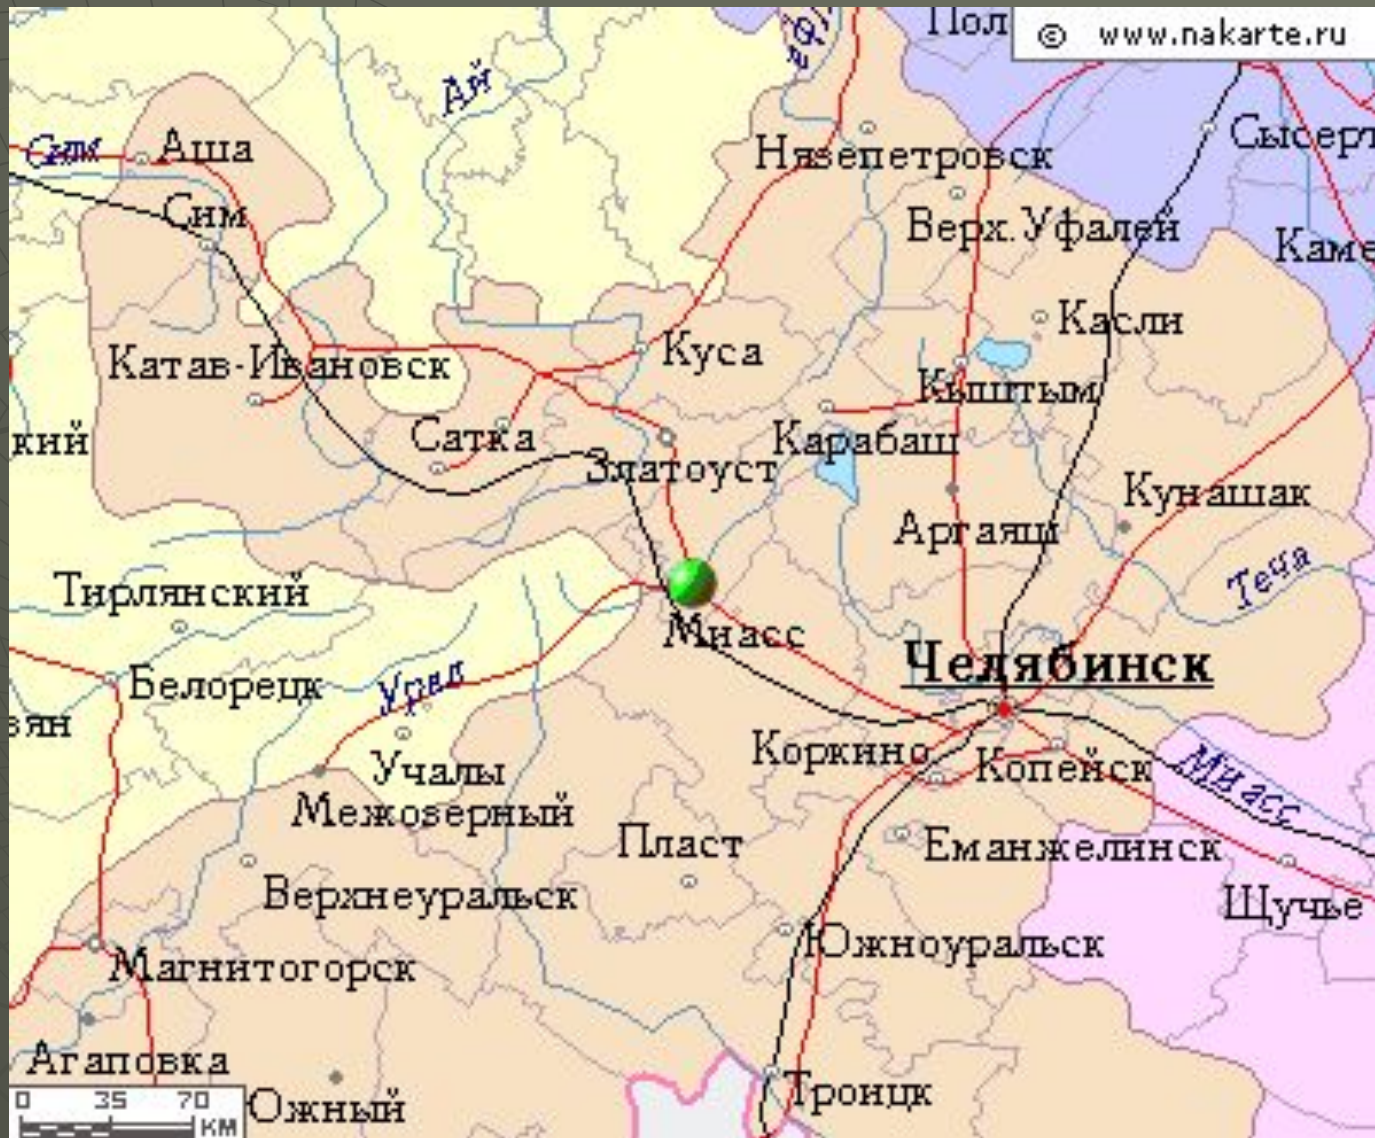 Пол
© www.nakarte.ru
Ай
Сим
Аша
Нязепетровск
Сысерт
Сим
Верх.Уфалей
Каме
Касли
Катав-Ивановск
Куса
Кыштым
кий
Сатка
Карабаш
Златоуст
Кунашак
Аргаяш
Теча
Тирлянский
Миасс
Челябинск
Белорецк
Урал
зян
Коркино
Копейск
Миасс
Учалы
Межозерный
Пласт
Еманжелинск
Верхнеуральск
Щучье
Южноуральск
Магнитогорск
Агаповка
Троицк
Южный
0 35 70
КМ